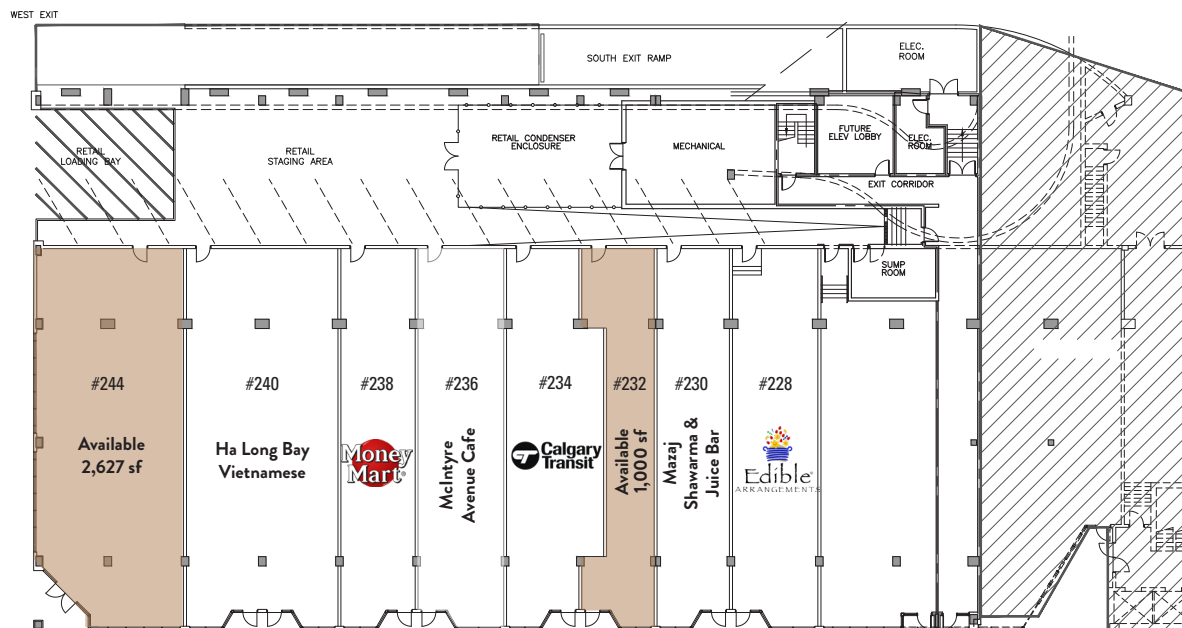 WEST EXIT
SOUTH EXIT RAMP
ELEC.
ROOM
RETAIL
LOADING BAY
RETAIL
STAGING AREA
RETAIL CONDENSER
ENCLOSURE
MECHANICAL
FUTURE
ELEV LOBBY
ELEC.
ROOM
EXIT CORRIDOR
SUMP
ROOM
#244
Available
2,627 sf
#240
Ha Long Bay
Vietnamese
#238
Money
Mart
#236
McIntyre
Avenue Cafe
#234
Calgary
Transit
#232
Available
1,000 sf
#230
Mazaj
Shawarma &
Juice Bar
#228
Edible®
ARRANGEMENTS